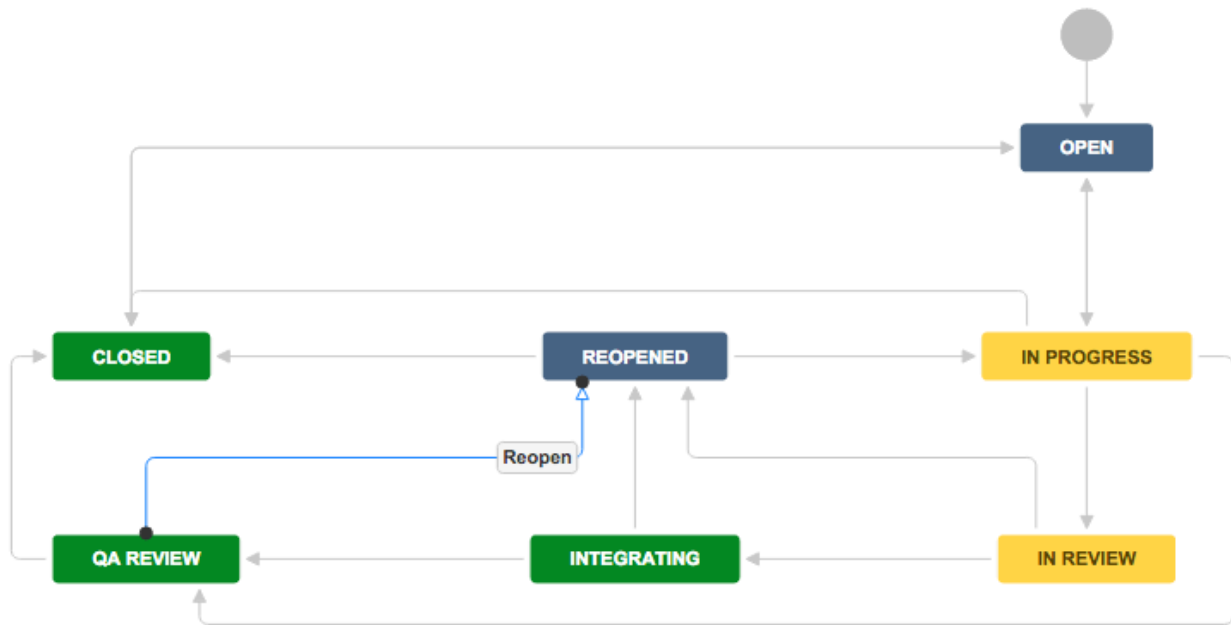 OPEN
CLOSED
REOPENED
IN PROGRESS
Reopen
QA REVIEW
INTEGRATING
IN REVIEW